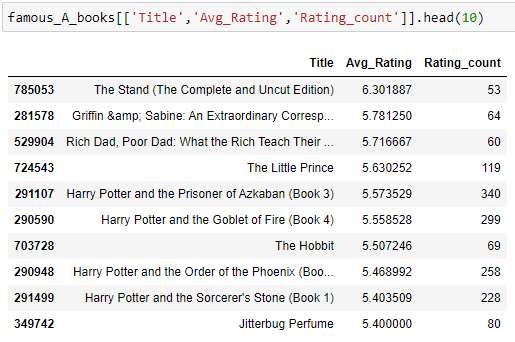 famous_A_books[['Title','Avg_Rating','Rating_count']].head(10)
Title Avg_Rating Rating_count
785053 The Stand (The Complete and Uncut Edition) 6.301887 53
281578 Griffin &amp; Sabine: An Extraordinary Corresp... 5.781250 64
529904 Rich Dad, Poor Dad: What the Rich Teach Their ... 5.716667 60
724543 The Little Prince 5.630252 119
291107 Harry Potter and the Prisoner of Azkaban (Book 3) 5.573529 340
290590 Harry Potter and the Goblet of Fire (Book 4) 5.558528 299
703728 The Hobbit 5.507246 69
290948 Harry Potter and the Order of the Phoenix (Boo... 5.468992 258
291499 Harry Potter and the Sorcerer's Stone (Book 1) 5.403509 228
349742 Jitterbug Perfume 5.400000 80